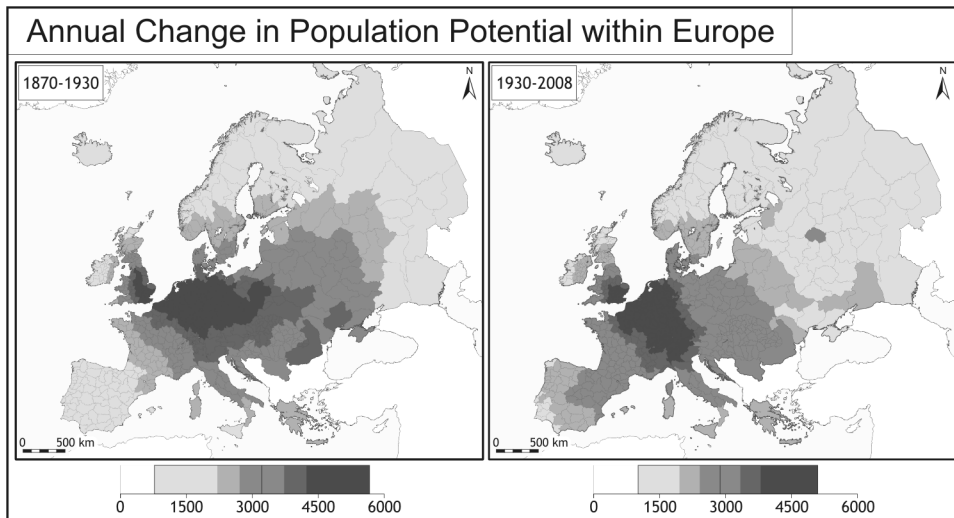 Annual Change in Population Potential within Europe
1870-1930
N
0 500 km
1930-2008
N
0 500 km
0 1500 3000 4500 6000
0 1500 3000 4500 6000